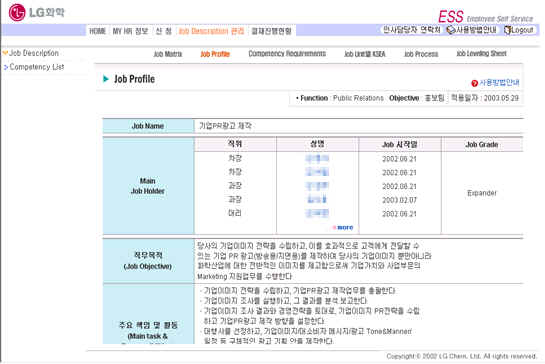 LG화학
ESS Employee Self Service
HOME MY HR 정보 신 청 Job Description 관리 결재진행현황
인사담당자 연락처 사용방법안내 Logout
Job Description
Competency List
Job Matrix Job Profile Competency Requirements Job Unit별 KSEA Job Process Job Leveling Sheet
Job Profile
사용방법안내
• Function : Public Relations Objective : 홍보팀 적용일자 : 2003.05.29
Job Name 기업PR광고 제작
Main
Job Holder
직위 성명 Job 시작일 Job Grade
차장 2002.06.21
차장 2002.06.21
과장 2002.06.21
과장 2003.02.07
대리 2002.06.21
Expander
more
직무목적
(Job Objective)
당사의 기업이미지 전략을 수립하고, 이를 효과적으로 고객에게 전달할 수
있는 기업 PR 광고(방송용/지면용)를 제작하여 당사의 기업이미지 뿐만아니라
화학산업에 대한 전반적인 이미지를 제고함으로써 기업가치와 사업부문의
Marketing 지원업무를 수행한다.
주요 책임 및 활동
(Main task &
- 기업이미지 전략을 수립하고, 기업PR광고 제작업무를 총괄한다.
- 기업이미지 조사를 실행하고, 그 결과를 분석 보고한다.
- 기업이미지 조사 결과와 경영전략을 토대로, 기업이미지 PR전략을 수립
하고 기업PR광고 제작 방향을 설정한다.
- 대행사를 선정하고, 기업이미지/대소비자 메시지/광고 Tone&Manner/
일정 등 구체적인 광고 기획 안을 제작한다.
Copyright © 2002 LG Chem, Ltd. All Rights Reserved.